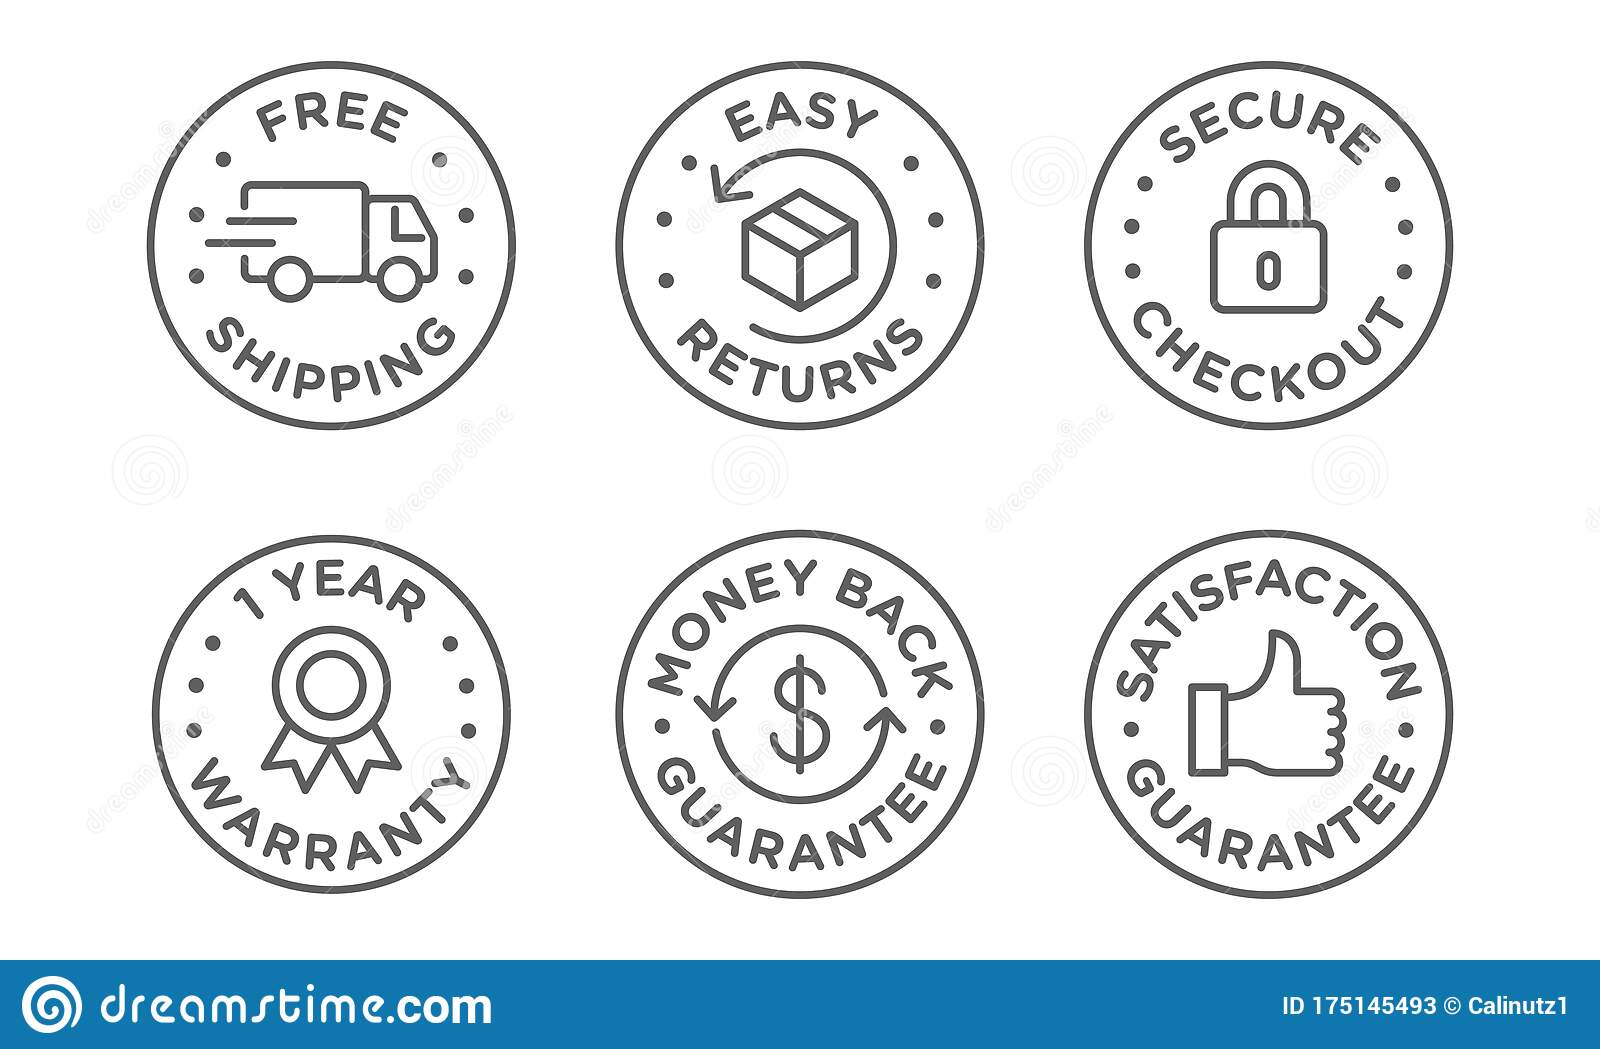 FREE
SHIPPING
EASY
RETURNS
SECURE
CHECKOUT
1 YEAR
WARRANTY
MONEY BACK
GUARANTEE
SATISFACTION
GUARANTEE
dreamstime.com
ID 175145493 © Calinutz1